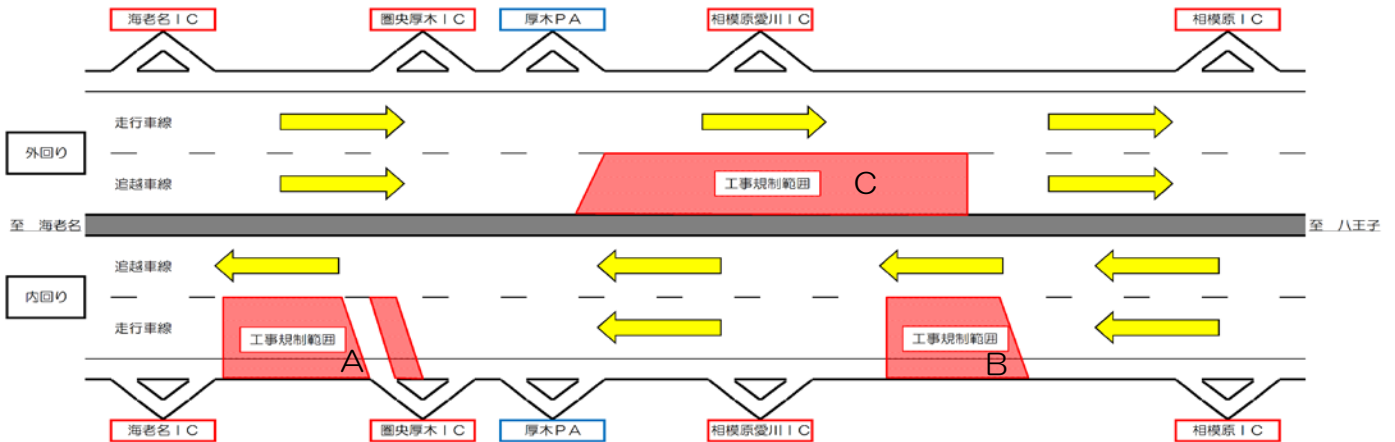 海老名IC
圏央厚木IC
厚木PA
相模原愛川IC
相模原IC
走行車線
外回り
追越車線
工事規制範囲
C
至 海老名
至 八王子
追越車線
内回り
走行車線
工事規制範囲
A
工事規制範囲
B
海老名IC
圏央厚木IC
厚木PA
相模原愛川IC
相模原IC